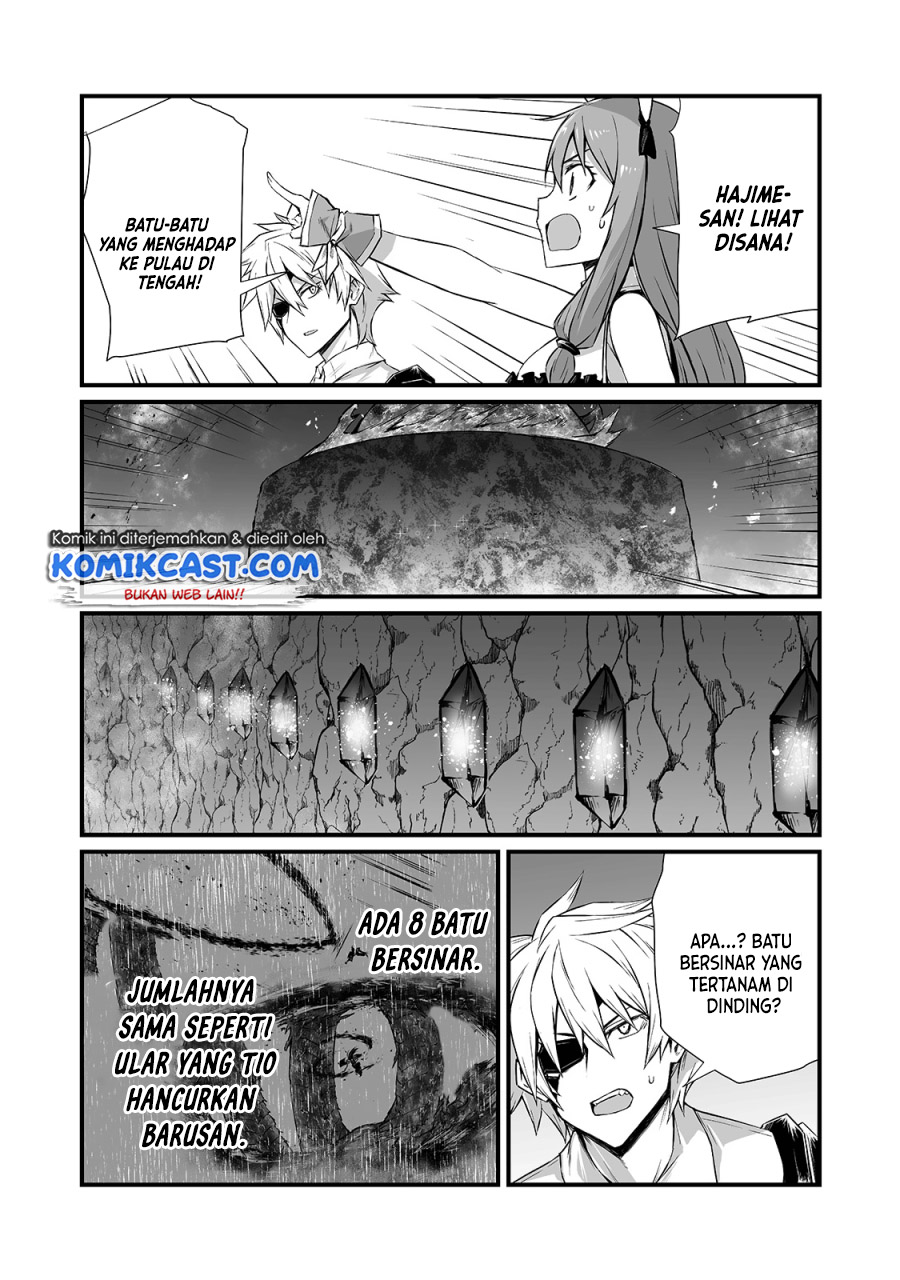 HAJIME-
SAN! LIHAT
DISANA!
BATU-BATU
YANG MENGHADAP
KE PULAU DI
TENGAH!
Komik ini diterjemahkan & diedit oleh
KOMIKCAST.COM
BUKAN WEB LAIN!!
APA...? BATU
BERSINAR YANG
TERTANAM DI
DINDING?
ADA 8 BATU
BERSINAR.
JUMLAHNYA
SAMA SEPERTI
ULAR YANG TIO
HANCURKAN
BARUSAN.